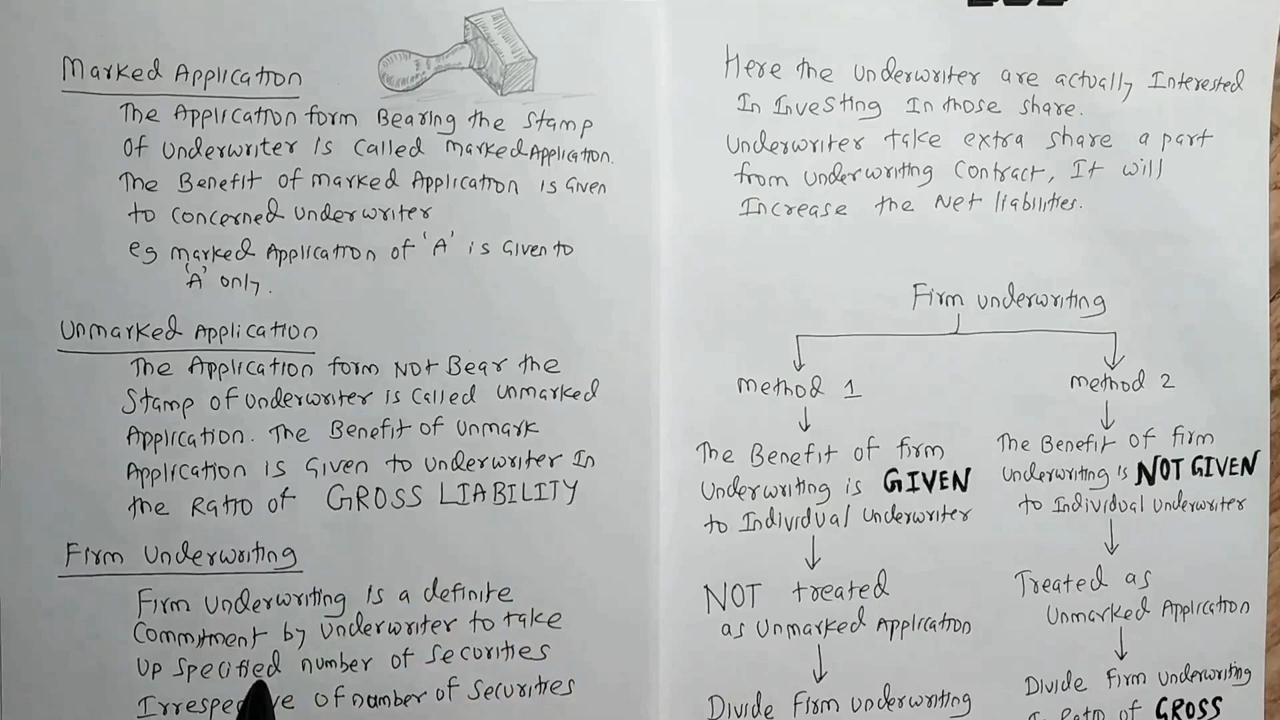 Marked Application
The Application form Bearing the Stamp
Of Underwriter is called marked Application.
The Benefit of marked Application is Given
to concerned underwriter
eg marked Application of 'A' is Given to
'A' only.
Unmarked Application
The Application form NOT Bear the
Stamp of Underwriter is called unmarked
Application. The Benefit of Unmark
Application is Given to underwriter In
the Ratio of GROSS LIABILITY
Firm Underwriting
Firm underwriting Is a definite
Commitment by underwriter to take
Up specified number of securities
of number of securities
Here the underwriter are actually Interested
In Investing In those share.
Underwriter take extra share a part
from underwriting Contract, It will
Increase the Net liabilities.
Firm underwriting
method 1
The Benefit of firm
Underwriting is GIVEN
to Individual underwriter
NOT treated
as Unmarked Application
Divide Firm underwriting
method 2
The Benefit of firm
Underwriting is NOT GIVEN
to Individual underwriter
Treated as
Unmarked Application
Divide Firm underwriting
GROSS